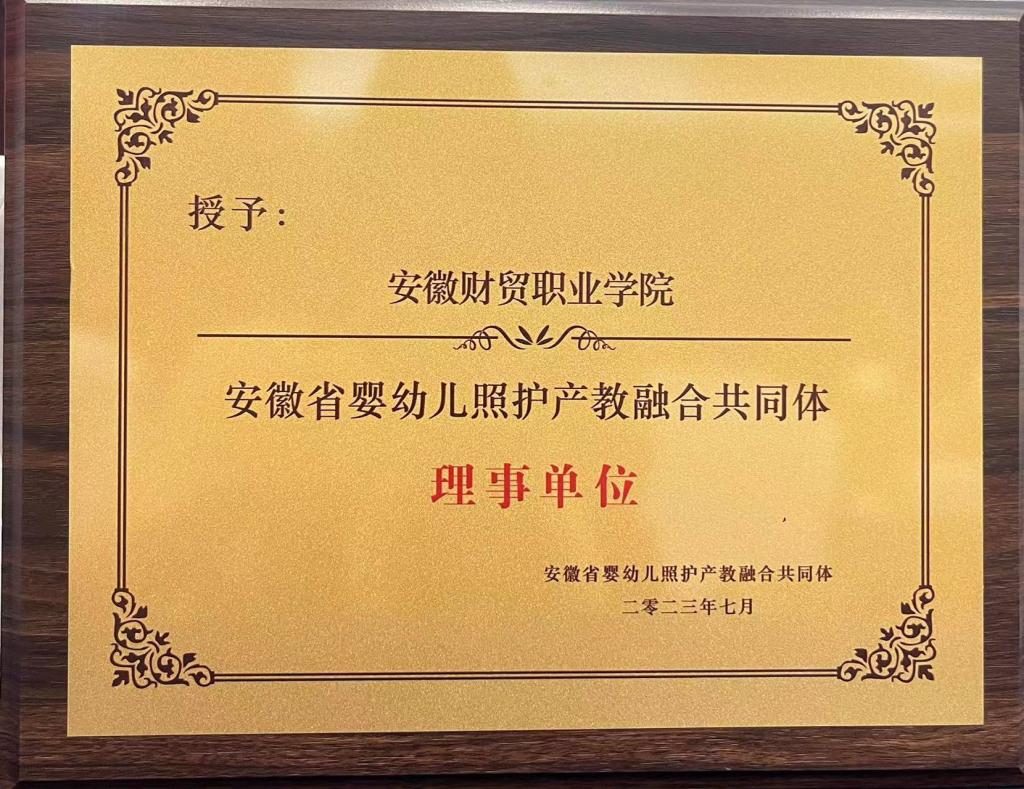 授予：
安徽财贸职业学院
安徽省婴幼儿照护产教融合共同体
理事单位
安徽省婴幼儿照护产教融合共同体
二零二三年七月